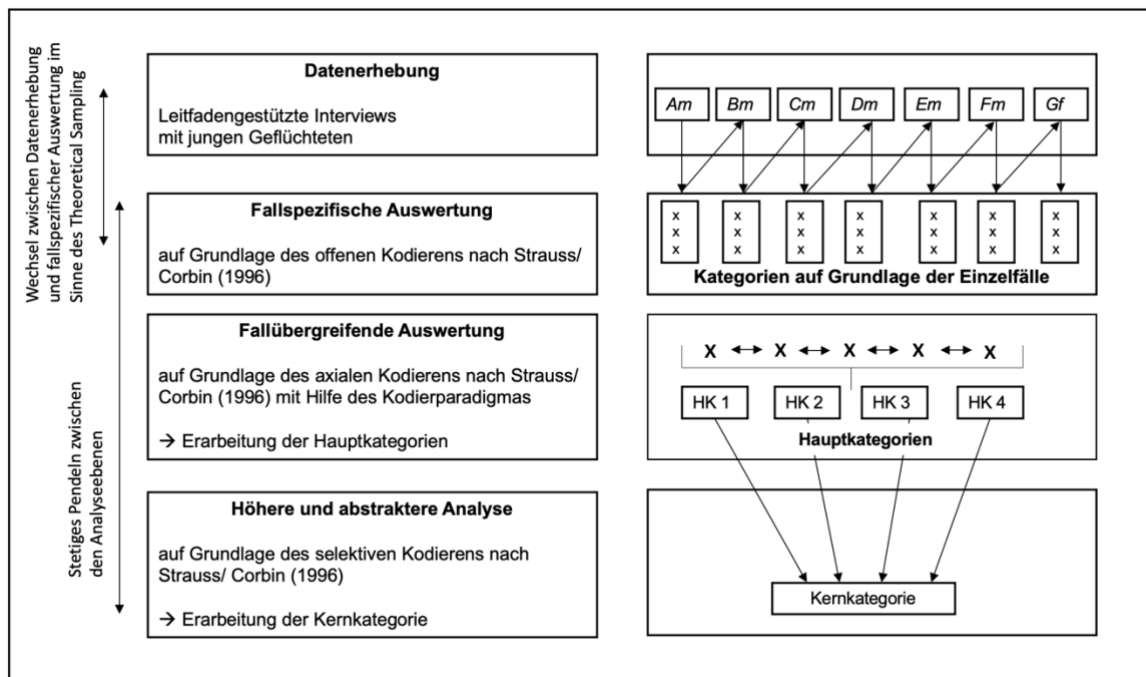 Wechsel zwischen Datenerhebung
und fallspezifischer Auswertung im
Sinne des Theoretical Sampling
Stetiges Pendeln zwischen
den Analyseebenen
Datenerhebung
Leitfadengestützte Interviews
mit jungen Geflüchteten
Am Bm Cm Dm Em Fm Gf
Fallspezifische Auswertung
auf Grundlage des offenen Kodierens nach Strauss/
Corbin (1996)
x x x x x x x
x x x x x x x
x x x x x x x
Kategorien auf Grundlage der Einzelfälle
Fallübergreifende Auswertung
auf Grundlage des axialen Kodierens nach Strauss/
Corbin (1996) mit Hilfe des Kodierparadigmas
→ Erarbeitung der Hauptkategorien
X ↔ X ↔ X ↔ X ↔ X
HK 1 HK 2 HK 3 HK 4
Hauptkategorien
Höhere und abstraktere Analyse
auf Grundlage des selektiven Kodierens nach
Strauss/ Corbin (1996)
→ Erarbeitung der Kernkategorie
Kernkategorie